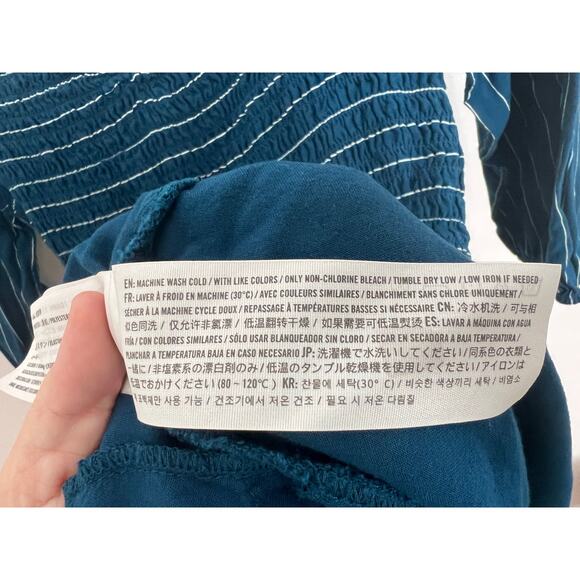 EN: MACHINE WASH COLD / WITH LIKE COLORS / ONLY NON-CHLORINE BLEACH / TUMBLE DRY LOW / LOW IRON IF NEEDED
FR: LAVER À FROID EN MACHINE (30°C) / AVEC COULEURS SIMILAIRES / BLANCHIMENT SANS CHLORE UNIQUEMENT /
SÉCHER À LA MACHINE CYCLE DOUX / REPASSAGE À TEMPÉRATURES BASSES SI NÉCESSAIRE CN: 冷水机洗 / 可与相
似色同洗 / 仅允许非氯漂 / 低温翻转干燥 / 如果需要可低温熨烫 ES: LAVAR A MÁQUINA CON AGUA
FRÍA / CON COLORES SIMILARES / SÓLO USAR BLANQUEADOR SIN CLORO / SECAR EN SECADORA A BAJA TEMPERATURA /
PLANCHAR A TEMPERATURA BAJA EN CASO NECESARIO JP: 洗濯機で水洗いしてください / 同系色の衣類と
一緒に / 非塩素系の漂白剤のみ / 低温のタンブル乾燥機を使用してください / アイロンは
低温でおかけください (80~120℃) KR: 찬물에 세탁(30° C) / 비슷한 색상끼리 세탁 / 비염소
표백제만 사용 가능 / 건조기에서 저온 건조 / 필요 시 저온 다림질